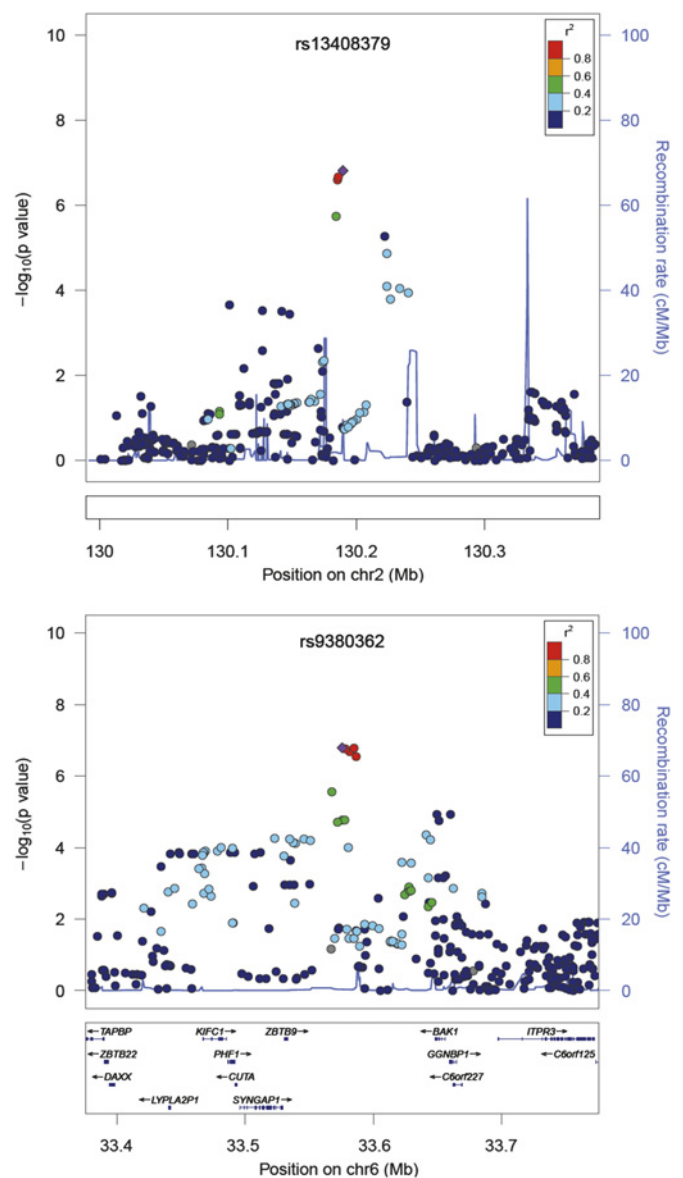 rs13408379
r²
0.8
0.6
0.4
0.2
10
8
6
4
2
0
−log₁₀(p value)
100
80
60
40
20
0
Recombination rate (cM/Mb)
130 130.1 130.2 130.3
Position on chr2 (Mb)
rs9380362
r²
0.8
0.6
0.4
0.2
10
8
6
4
2
0
−log₁₀(p value)
100
80
60
40
20
0
Recombination rate (cM/Mb)
←TAPBP KIFC1→ ZBTB9→ ←BAK1 ITPR3→
←ZBTB22 PHF1→ GGNBP1→ C6orf125→
←DAXX ←CUTA ←C6orf227
←LYPLA2P1 SYNGAP1→
33.4 33.5 33.6 33.7
Position on chr6 (Mb)